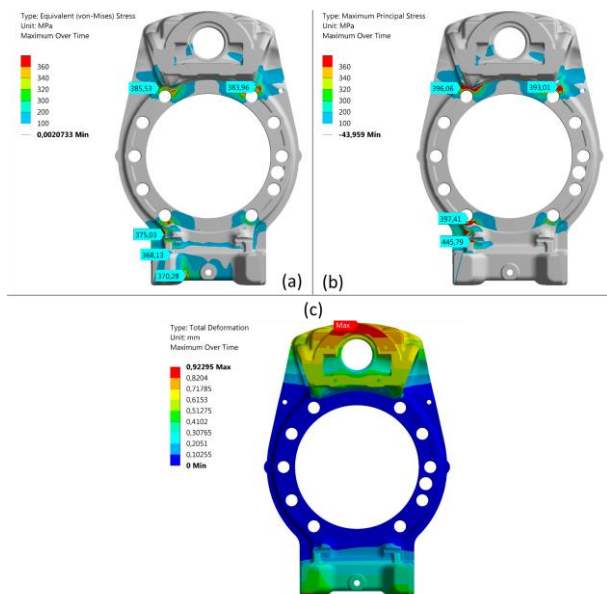 Type: Equivalent (von-Mises) Stress
Unit: MPa
Maximum Over Time
360
340
320
300
200
100
0,0020733 Min
385,53
383,96
375,03
368,13
370,28
(a)
Type: Maximum Principal Stress
Unit: MPa
Maximum Over Time
360
340
320
300
200
100
-43,959 Min
396,06
393,01
397,41
445,79
(b)
(c)
Type: Total Deformation
Unit: mm
Maximum Over Time
0,92295 Max
0,8204
0,71785
0,6153
0,51275
0,4102
0,30765
0,2051
0,10255
0 Min
Max